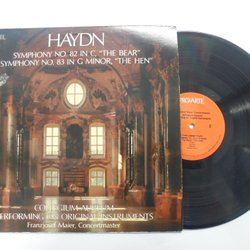 HAYDN
SYMPHONY NO. 82 IN C, "THE BEAR"
SYMPHONY NO. 83 IN G MINOR, "THE HEN"
COLLEGIUM AUREUM
PERFORMING ON ORIGINAL INSTRUMENTS
Franzjosef Maier, Concertmaster
PROARTE